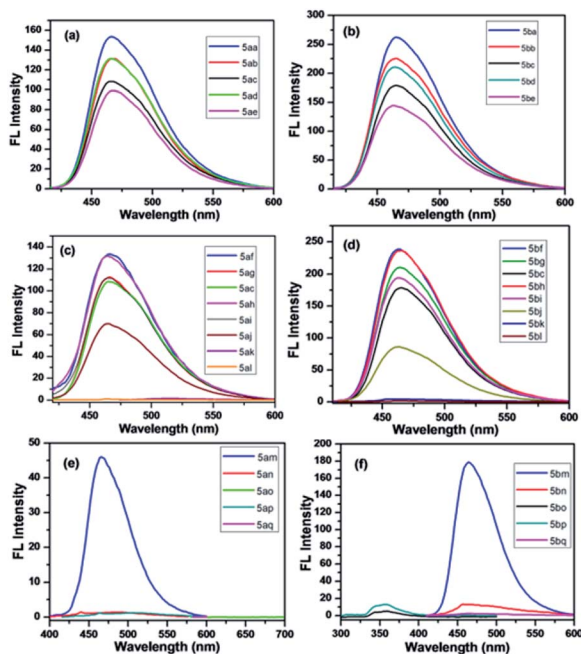 (a)
FL Intensity
160
140
120
100
80
60
40
20
0
5aa
5ab
5ac
5ad
5ae
450 500 550 600
Wavelength (nm)
(b)
FL Intensity
300
250
200
150
100
50
0
5ba
5bb
5bc
5bd
5be
450 500 550 600
Wavelength (nm)
(c)
FL Intensity
140
120
100
80
60
40
20
0
5af
5ag
5ac
5ah
5ai
5aj
5ak
5al
450 500 550 600
Wavelength (nm)
(d)
FL Intensity
250
200
150
100
50
0
5bf
5bg
5bc
5bh
5bi
5bj
5bk
5bl
450 500 550 600
Wavelength (nm)
(e)
FL Intensity
50
40
30
20
10
0
5am
5an
5ao
5ap
5aq
400 450 500 550 600 650 700
Wavelength (nm)
(f)
FL Intensity
200
180
160
140
120
100
80
60
40
20
0
5bm
5bn
5bo
5bp
5bq
300 350 400 450 500 550 600
Wavelength (nm)